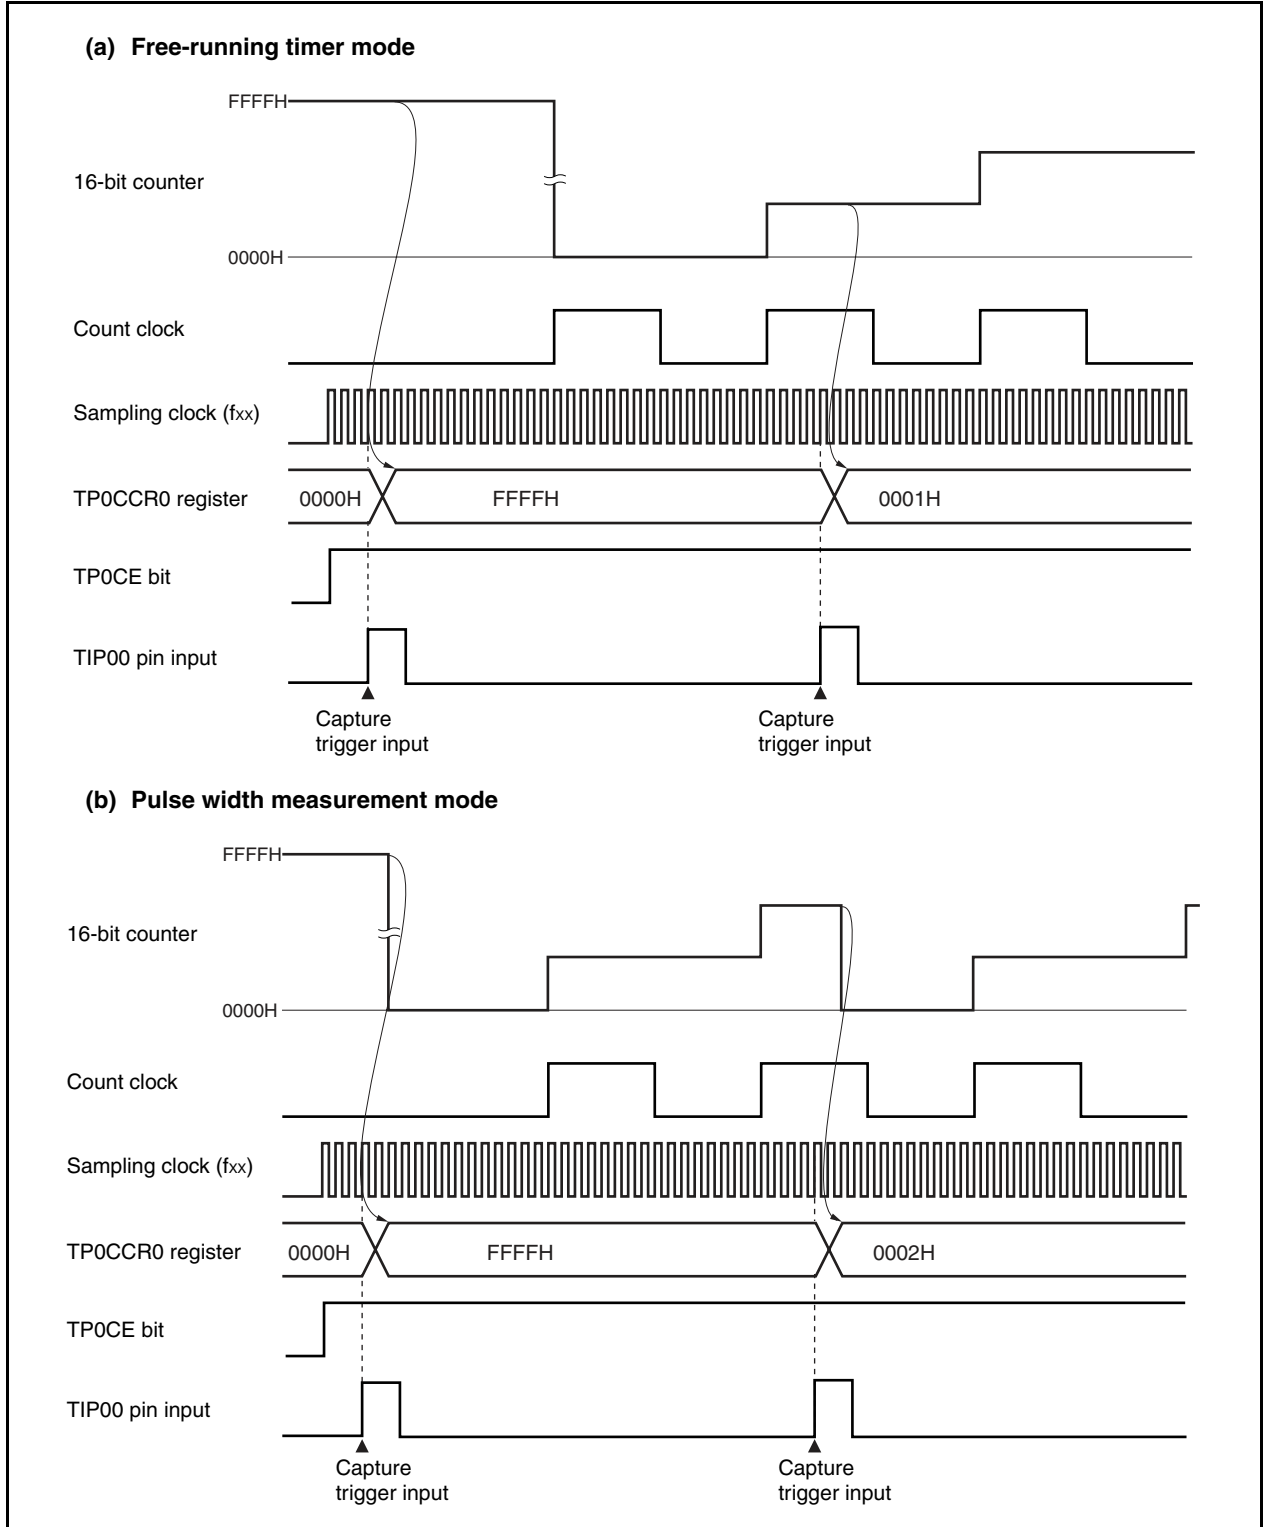 (a) Free-running timer mode
FFFFH
16-bit counter
0000H
Count clock
Sampling clock (fxx)
TP0CCR0 register
0000H
FFFFH
0001H
TP0CE bit
TIP00 pin input
Capture
trigger input
Capture
trigger input
(b) Pulse width measurement mode
FFFFH
16-bit counter
0000H
Count clock
Sampling clock (fxx)
TP0CCR0 register
0000H
FFFFH
0002H
TP0CE bit
TIP00 pin input
Capture
trigger input
Capture
trigger input